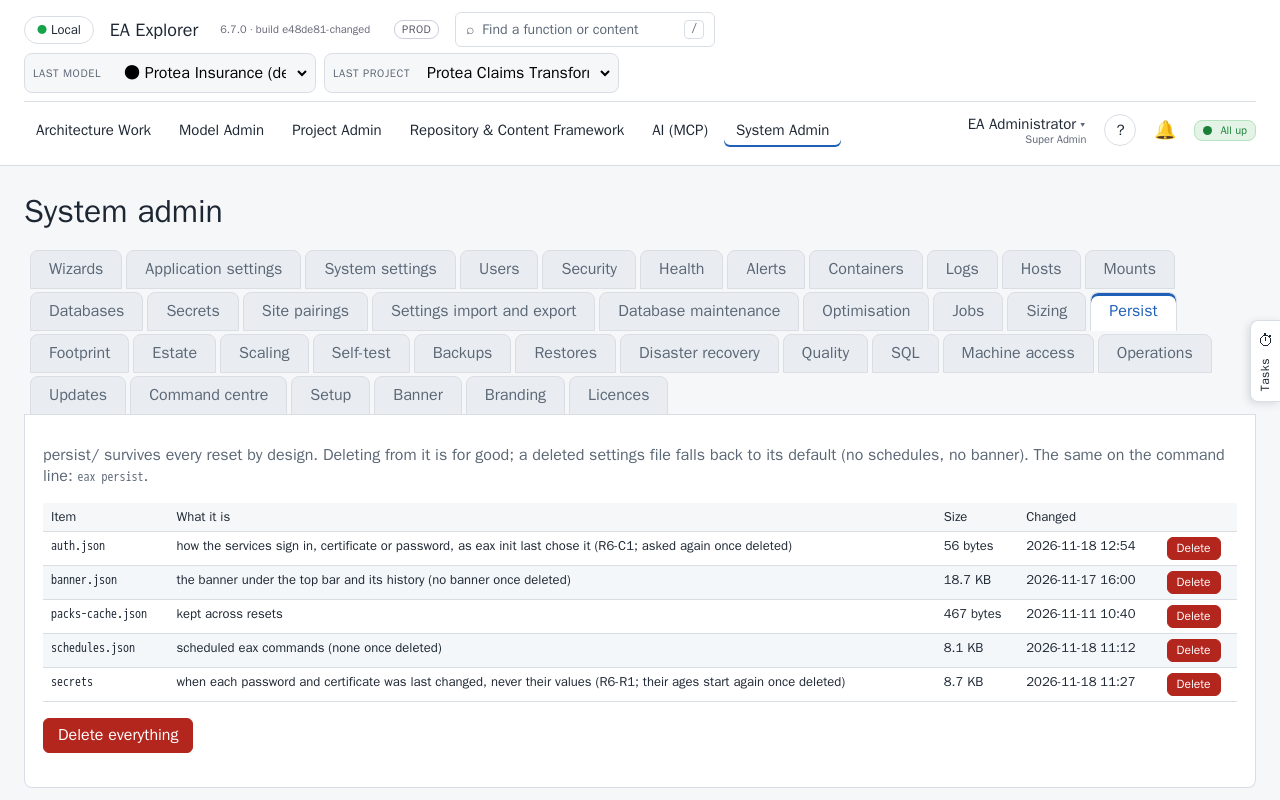 Local EA Explorer 6.7.0 · build e48de81-changed PROD Find a function or content /
LAST MODEL Protea Insurance (de LAST PROJECT Protea Claims Transfor
Architecture Work Model Admin Project Admin Repository & Content Framework AI (MCP) System Admin EA Administrator ▾ ? All up
Super Admin
System admin
Wizards Application settings System settings Users Security Health Alerts Containers Logs Hosts Mounts
Databases Secrets Site pairings Settings import and export Database maintenance Optimisation Jobs Sizing Persist
Footprint Estate Scaling Self-test Backups Restores Disaster recovery Quality SQL Machine access Operations
Updates Command centre Setup Banner Branding Licences
Tasks
persist/ survives every reset by design. Deleting from it is for good; a deleted settings file falls back to its default (no schedules, no banner). The same on the command
line: eax persist.
Item What it is Size Changed
auth.json how the services sign in, certificate or password, as eax init last chose it (R6-C1; asked again once deleted) 56 bytes 2026-11-18 12:54 Delete
banner.json the banner under the top bar and its history (no banner once deleted) 18.7 KB 2026-11-17 16:00 Delete
packs-cache.json kept across resets 467 bytes 2026-11-11 10:40 Delete
schedules.json scheduled eax commands (none once deleted) 8.1 KB 2026-11-18 11:12 Delete
secrets when each password and certificate was last changed, never their values (R6-R1; their ages start again once deleted) 8.7 KB 2026-11-18 11:27 Delete
Delete everything